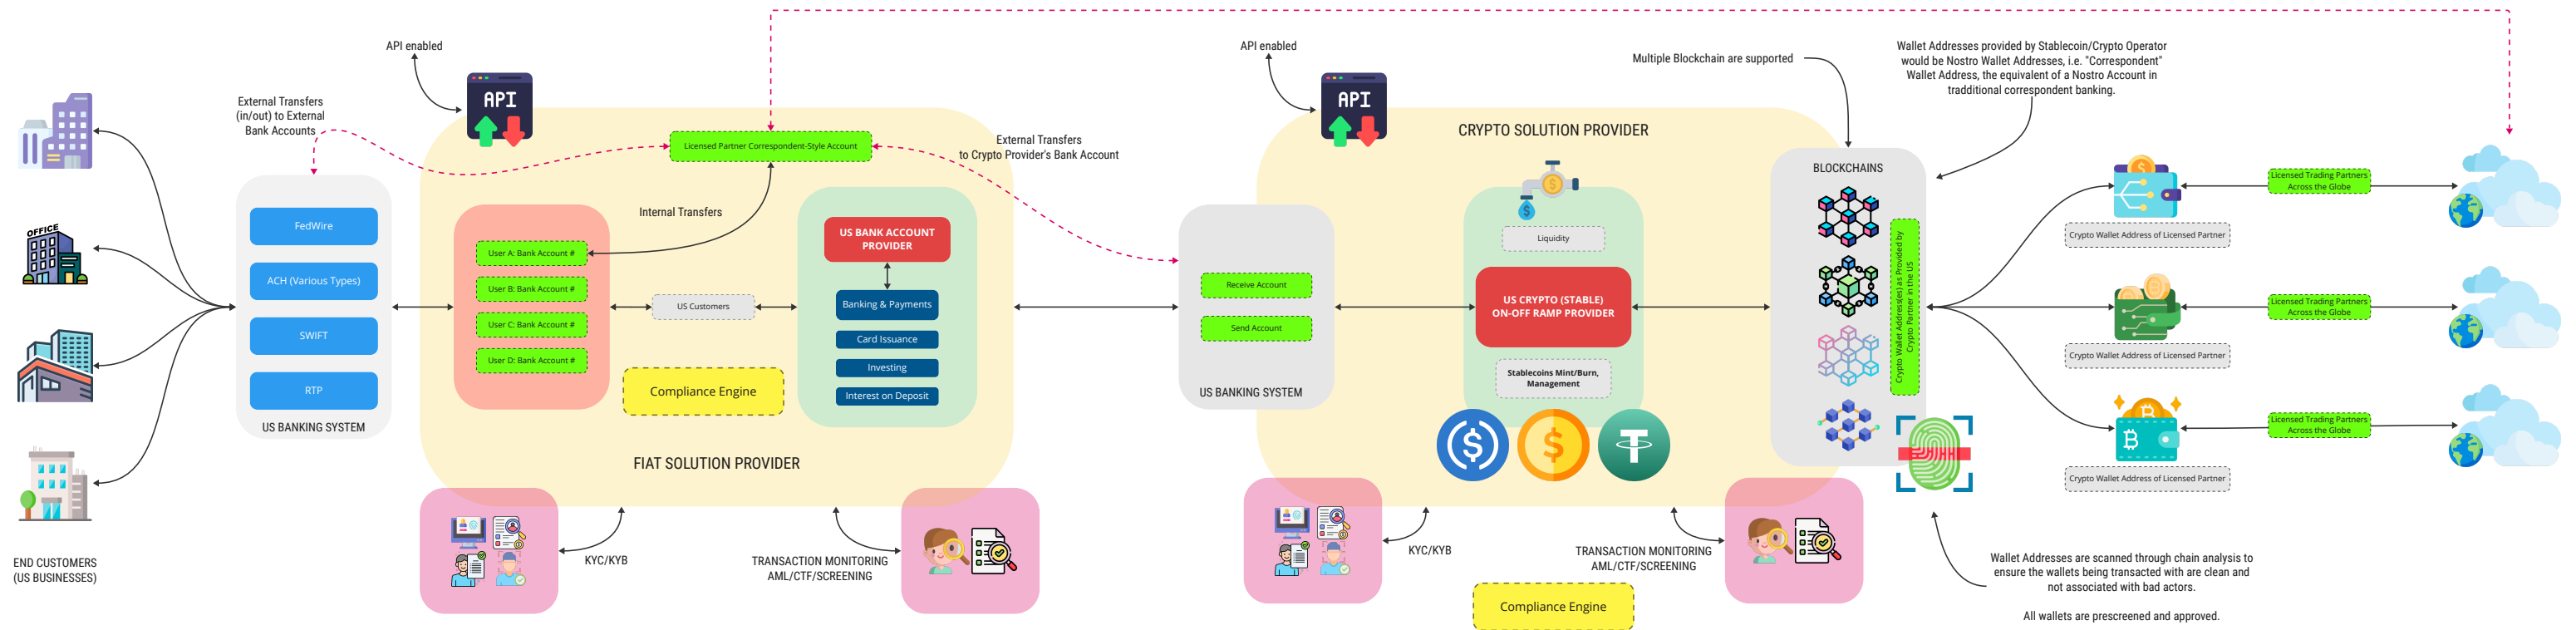 API enabled
API enabled
Multiple Blockchain are supported
Wallet Addresses provided by Stablecoin/Crypto Operator
would be Nostro Wallet Addresses, i.e. "Correspondent"
Wallet Address, the equivalent of a Nostro Account in
tradditional correspondent banking.
External Transfers
(in/out) to External
Bank Accounts
API
API
Licensed Partner Correspondent-Style Account
External Transfers
to Crypto Provider's Bank Account
CRYPTO SOLUTION PROVIDER
BLOCKCHAINS
OFFICE
FedWire
ACH (Various Types)
SWIFT
RTP
US BANKING SYSTEM
Internal Transfers
User A: Bank Account #
User B: Bank Account #
User C: Bank Account #
User D: Bank Account #
US Customers
Compliance Engine
US BANK ACCOUNT
PROVIDER
Banking & Payments
Card Issuance
Investing
Interest on Deposit
FIAT SOLUTION PROVIDER
Receive Account
Send Account
US BANKING SYSTEM
Liquidity
US CRYPTO (STABLE)
ON-OFF RAMP PROVIDER
Stablecoins Mint/Burn,
Management
Crypto Wallet Address(es) as Provided by
Crypto Partner in the US
Crypto Wallet Address of Licensed Partner
Licensed Trading Partners
Across the Globe
Crypto Wallet Address of Licensed Partner
Licensed Trading Partners
Across the Globe
Crypto Wallet Address of Licensed Partner
Licensed Trading Partners
Across the Globe
END CUSTOMERS
(US BUSINESSES)
KYC/KYB
TRANSACTION MONITORING
AML/CTF/SCREENING
KYC/KYB
TRANSACTION MONITORING
AML/CTF/SCREENING
Compliance Engine
Wallet Addresses are scanned through chain analysis to
ensure the wallets being transacted with are clean and
not associated with bad actors.
All wallets are prescreened and approved.